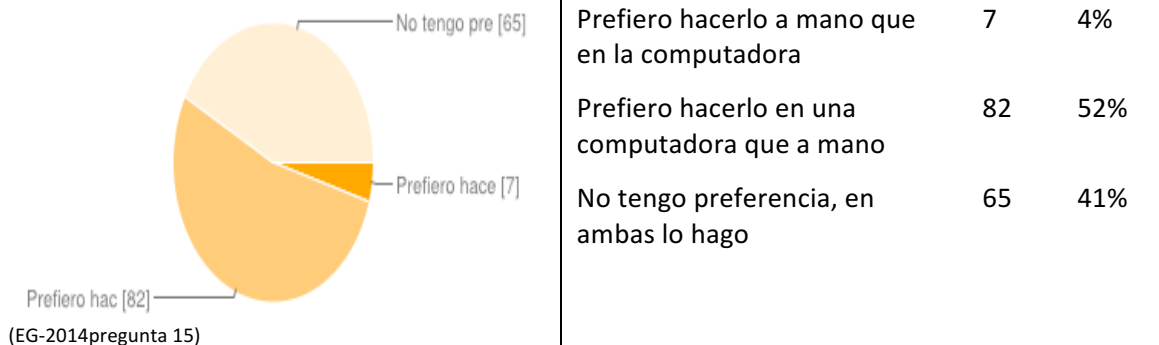 No tengo pre [65]
Prefiero hace [7]
Prefiero hac [82]
(EG-2014pregunta 15)
Prefiero hacerlo a mano que 7 4%
en la computadora
Prefiero hacerlo en una 82 52%
computadora que a mano
No tengo preferencia, en 65 41%
ambas lo hago